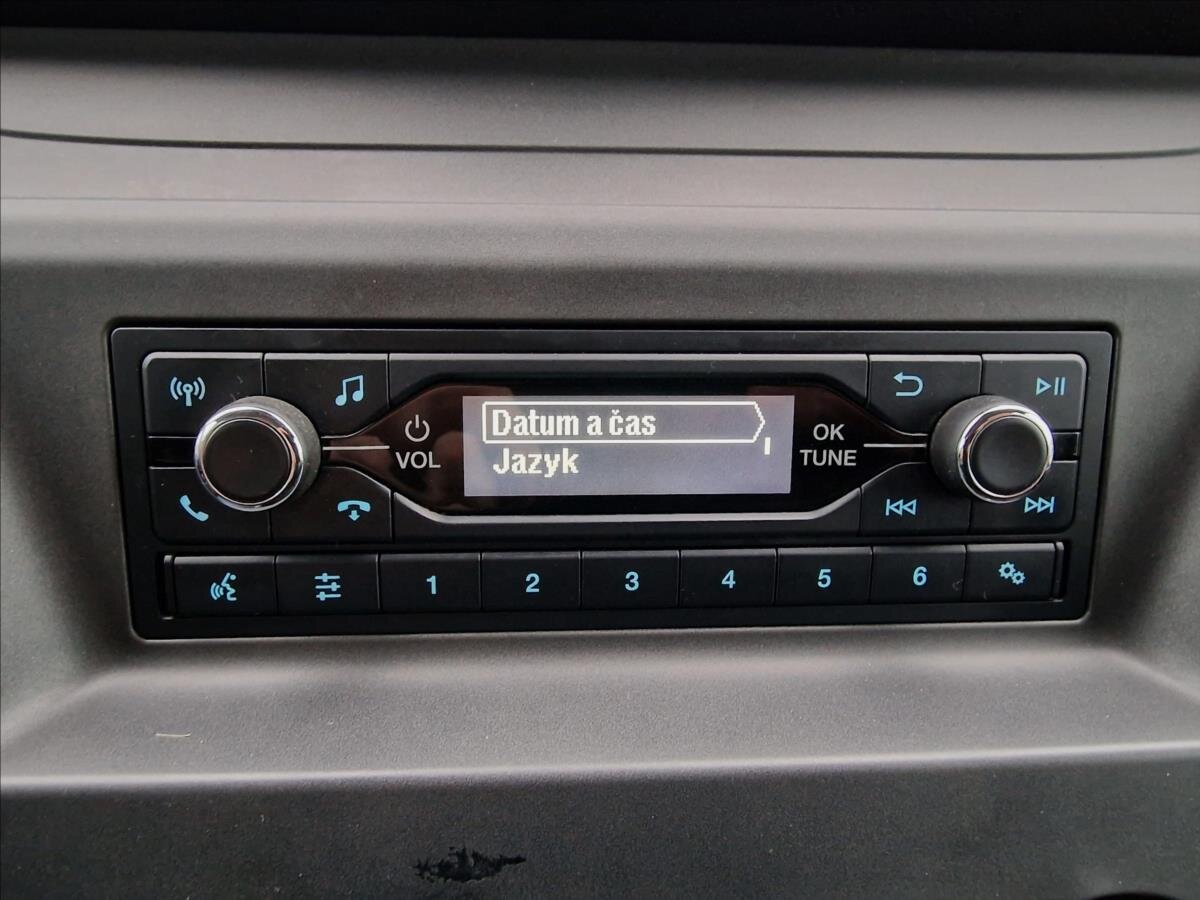 Datum a čas
Jazyk
VOL
OK
TUNE
1 2 3 4 5 6